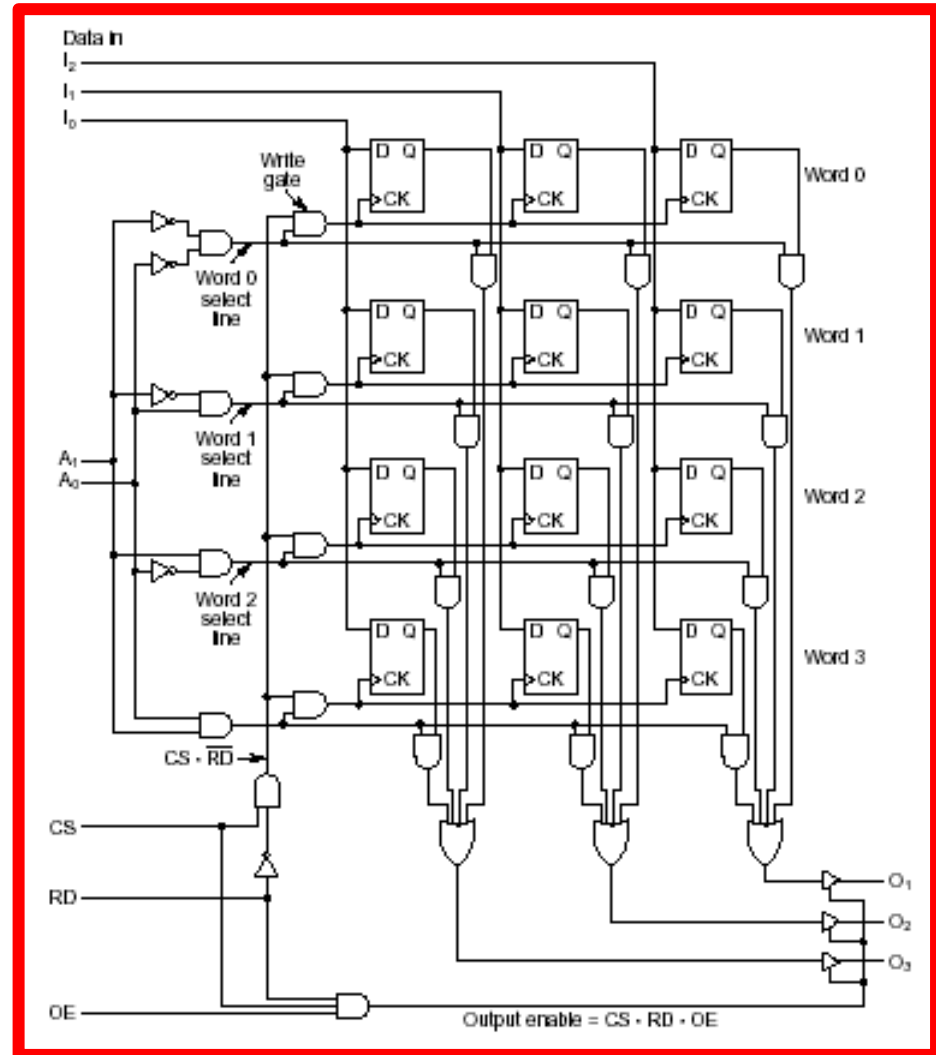 Data in
I₂
I₁
I₀
Write
gate
D Q
CK
D Q
CK
D Q
CK
Word 0
Word 0
select
line
D Q
CK
D Q
CK
D Q
CK
Word 1
Word 1
select
line
A₁
A₀
D Q
CK
D Q
CK
D Q
CK
Word 2
Word 2
select
line
D Q
CK
D Q
CK
D Q
CK
Word 3
CS · R̅D̅
CS
RD
OE
O₁
O₂
O₃
Output enable = CS · RD · OE